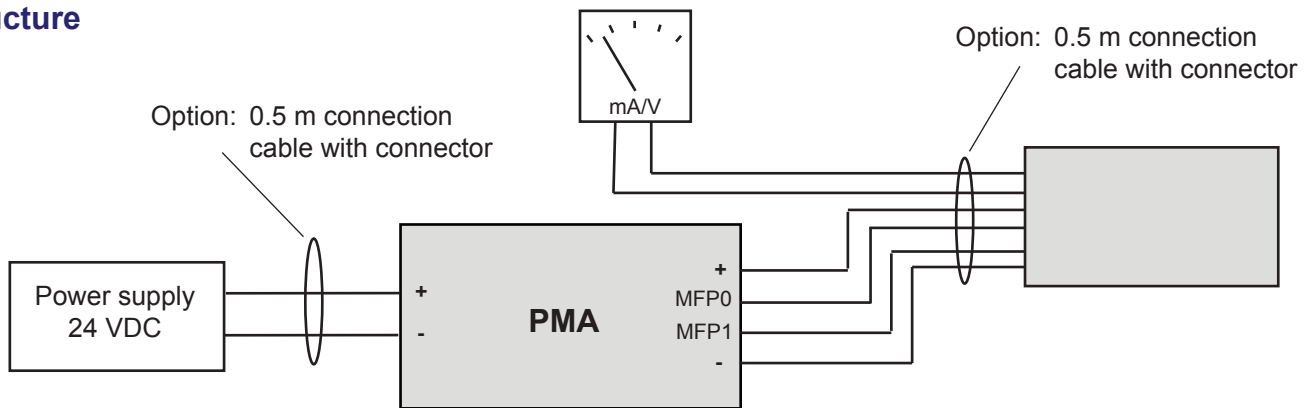 ucture
mA/V
Option: 0.5 m connection
cable with connector
Option: 0.5 m connection
cable with connector
Power supply
24 VDC
+
-
PMA
+
MFP0
MFP1
-